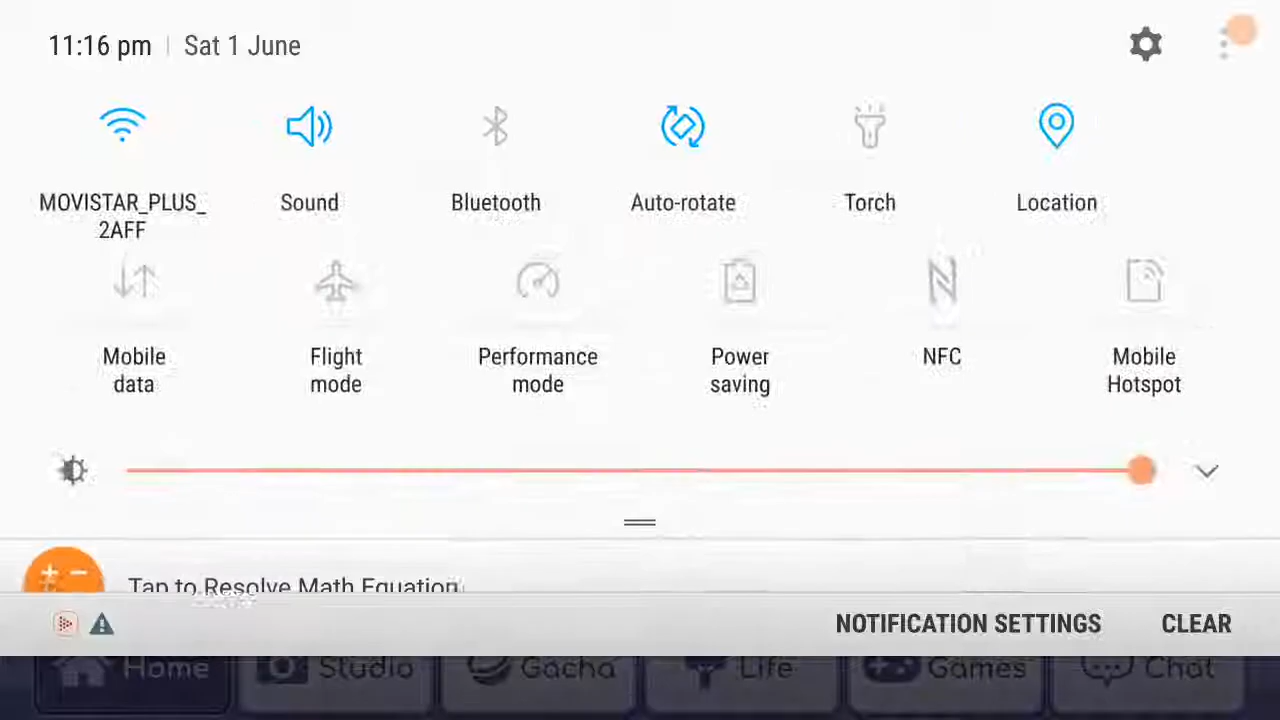 11:16 pm | Sat 1 June
MOVISTAR_PLUS_
2AFF
Sound
Bluetooth
Auto-rotate
Torch
Location
Mobile
data
Flight
mode
Performance
mode
Power
saving
NFC
Mobile
Hotspot
Tap to Resolve Math Equation
NOTIFICATION SETTINGS
CLEAR
Home
Studio
Gacha
Life
Games
Chat